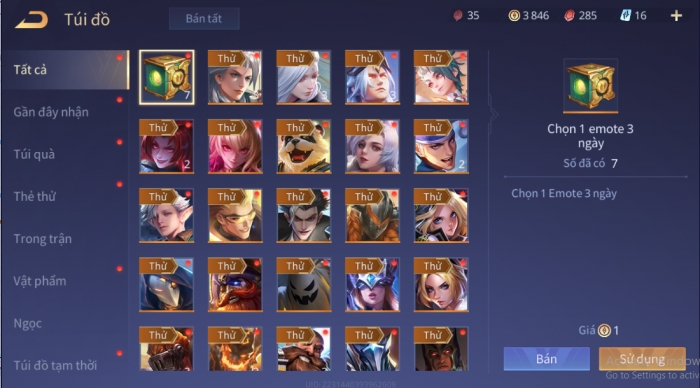 Túi đồ
Bán tất
35
3 846
285
16
Tất cả
Gần đây nhận
Túi quà
Thẻ thử
Trong trận
Vật phẩm
Ngọc
Túi đồ tạm thời
Thử Thử Thử Thử
3 3
Thử Thử Thử Thử Thử
2 2
Thử Thử Thử Thử Thử
Thử Thử Thử Thử Thử
Thử Thử Thử Thử Thử
Chọn 1 emote 3
ngày
Số đã có 7
Chọn 1 Emote 3 ngày
Giá 1
Bán
Sử dụng
Go to Settings to activ